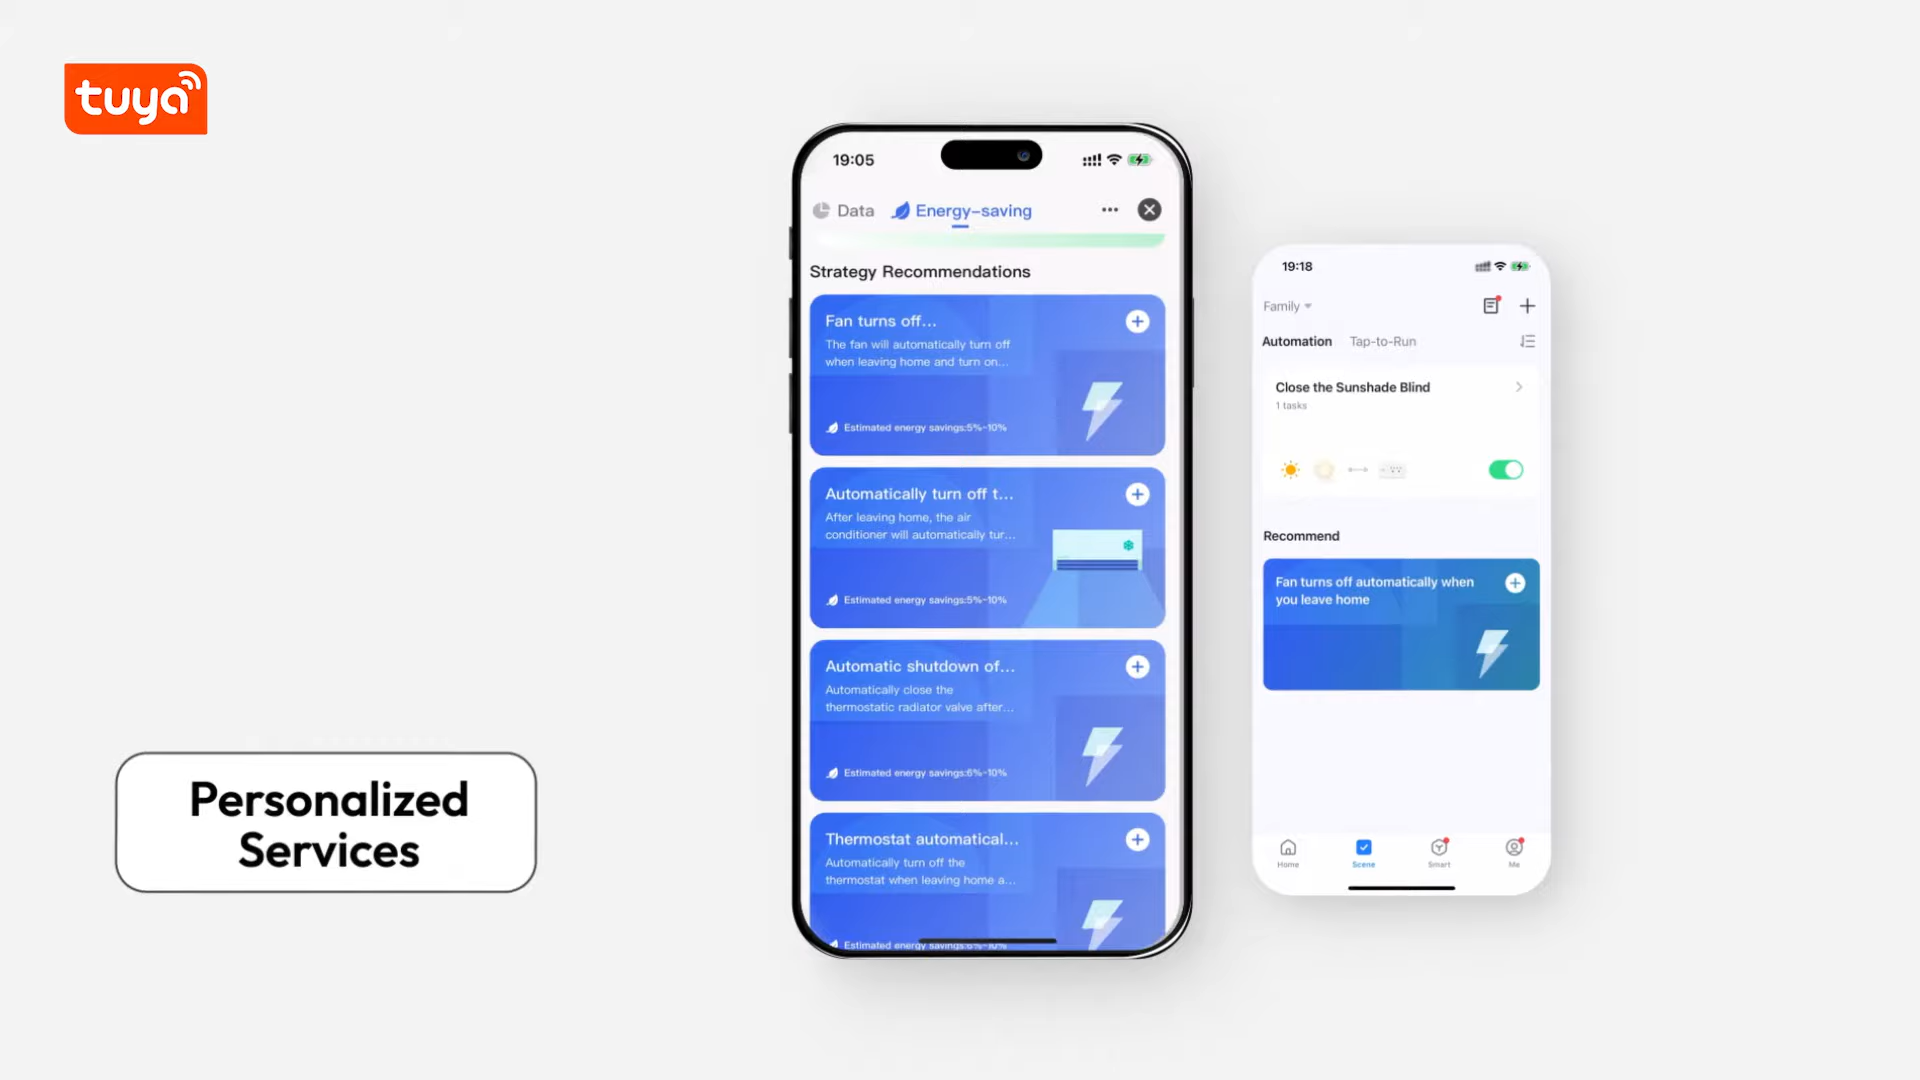 tuya
19:05
Data
Energy-saving
Strategy Recommendations
Fan turns off...
The fan will automatically turn off
when leaving home and turn on...
Estimated energy savings:5%-10%
Automatically turn off t...
After leaving home, the air
conditioner will automatically tur...
Estimated energy savings:5%-10%
Automatic shutdown of...
Automatically close the
thermostatic radiator valve after...
Estimated energy savings:6%-10%
Thermostat automatical...
Automatically turn off the
thermostat when leaving home a...
Estimated energy savings:6%-10%
19:18
Family
Automation
Tap-to-Run
Close the Sunshade Blind
1 tasks
Recommend
Fan turns off automatically when
you leave home
Home
Scene
Smart
Me
Personalized
Services